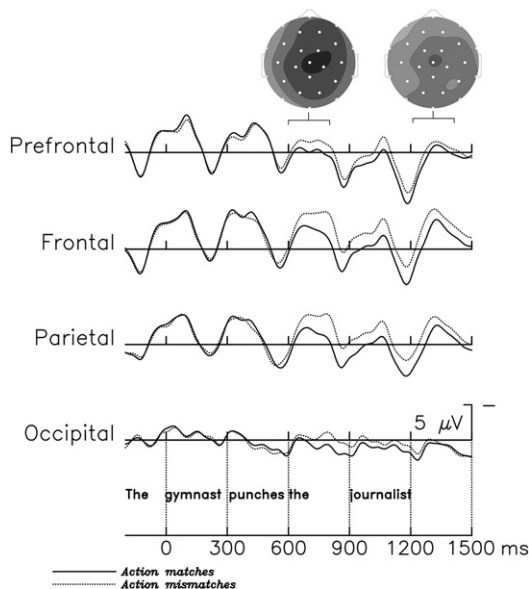 Prefrontal
Frontal
Parietal
5 μV
Occipital
The gymnast punches the journalist
0 300 600 900 1200 1500 ms
Action matches
Action mismatches